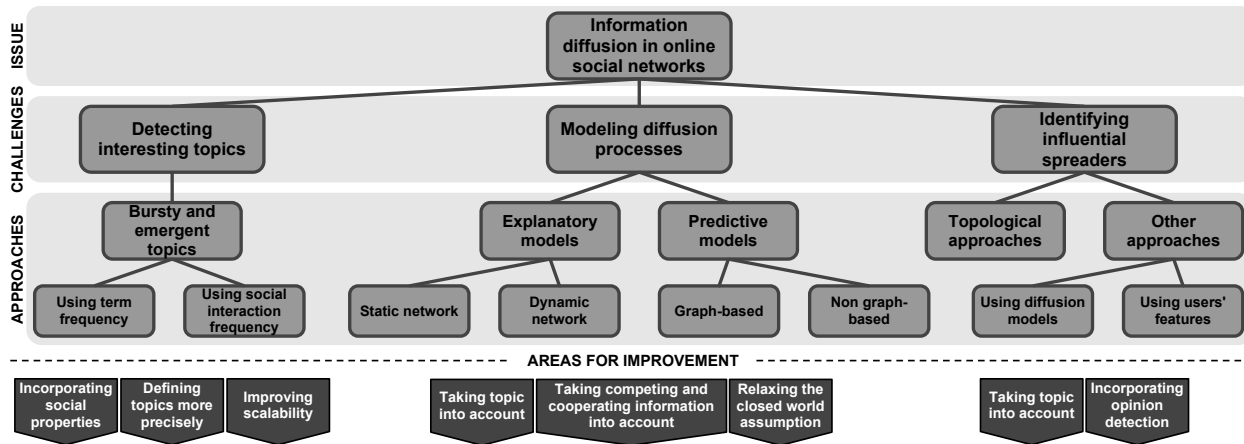 ISSUE
Information
diffusion in online
social networks
CHALLENGES
Detecting
interesting topics
Modeling diffusion
processes
Identifying
influential
spreaders
APPROACHES
Bursty and
emergent
topics
Explanatory
models
Predictive
models
Topological
approaches
Other
approaches
Using term
frequency
Using social
interaction
frequency
Static network
Dynamic
network
Graph-based
Non graph-
based
Using diffusion
models
Using users'
features
AREAS FOR IMPROVEMENT
Incorporating
social
properties
Defining
topics more
precisely
Improving
scalability
Taking topic
into account
Taking competing and
cooperating information
into account
Relaxing the
closed world
assumption
Taking topic
into account
Incorporating
opinion
detection